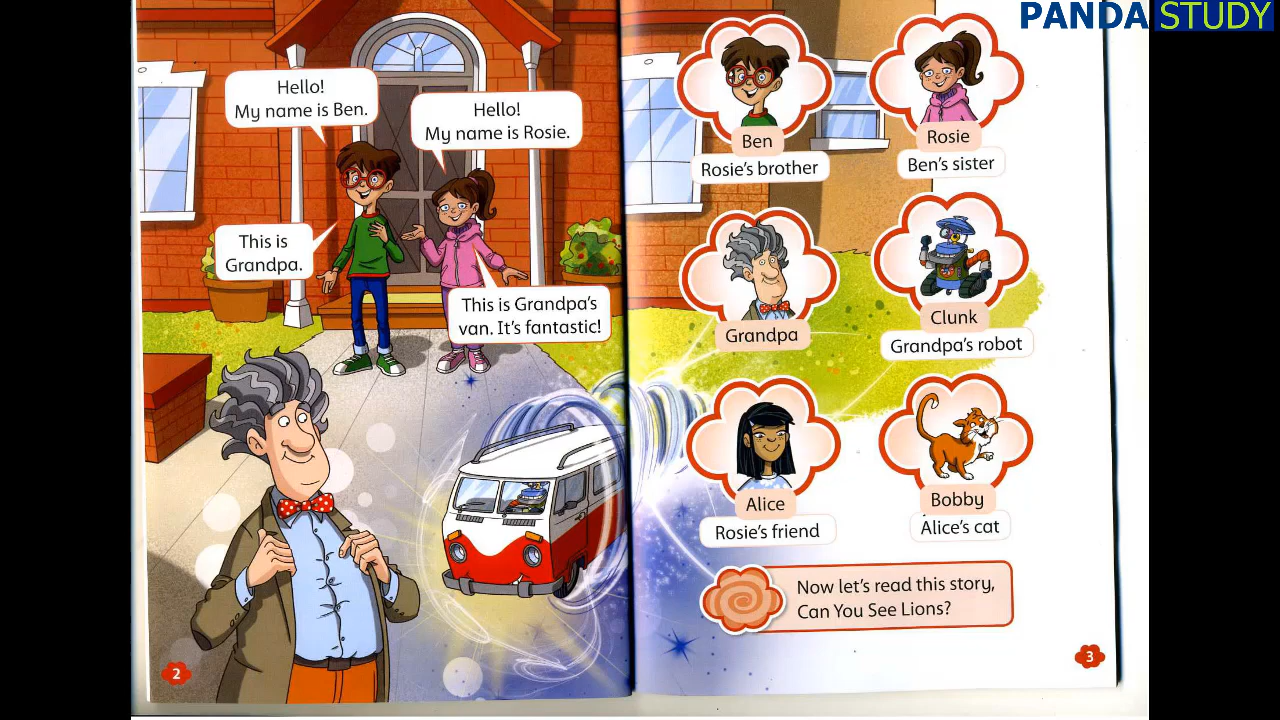 PANDA STUDY
Hello!
My name is Ben.
Hello!
My name is Rosie.
This is
Grandpa.
This is Grandpa's
van. It's fantastic!
2
Ben
Rosie's brother
Rosie
Ben's sister
Grandpa
Clunk
Grandpa's robot
Alice
Rosie's friend
Bobby
Alice's cat
Now let's read this story,
Can You See Lions?
3